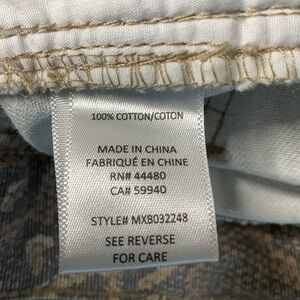 100% COTTON/COTON
MADE IN CHINA
FABRIQUÉ EN CHINE
RN# 44480
CA# 59940
STYLE# MXB032248
SEE REVERSE
FOR CARE